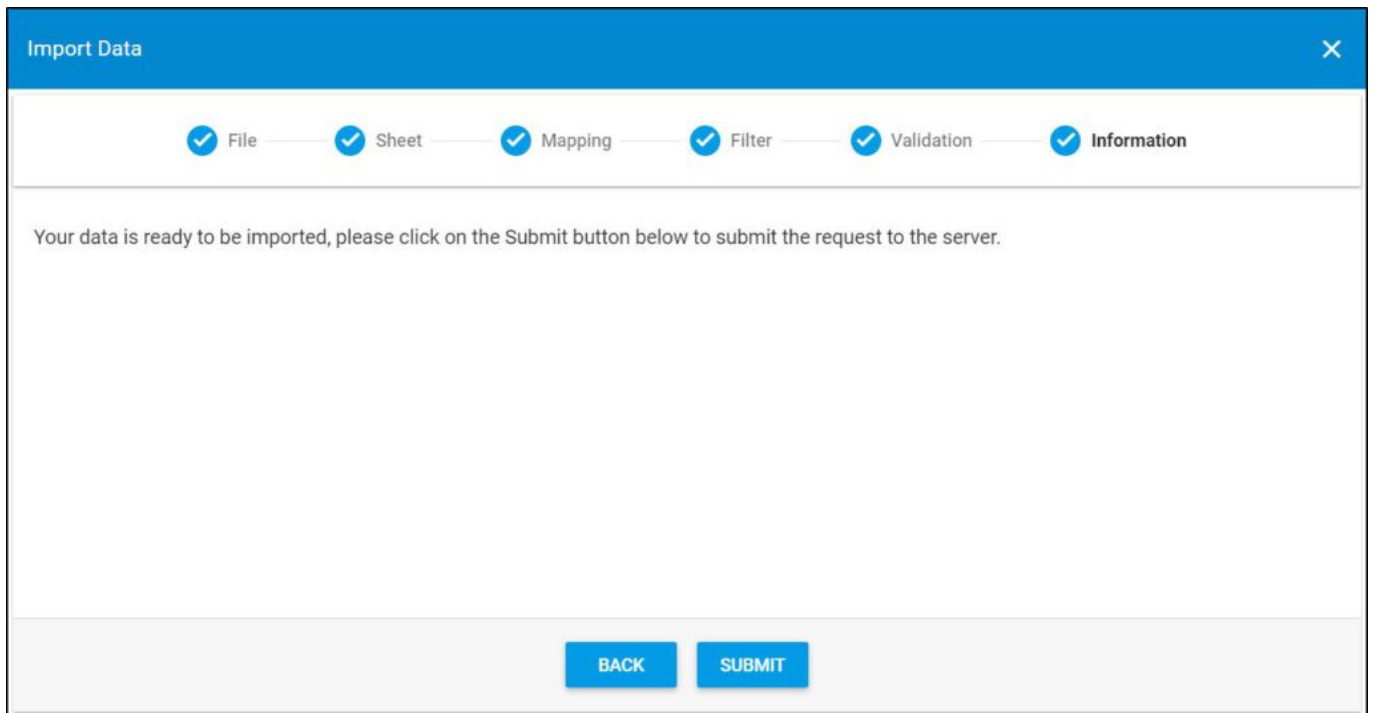 Import Data
File Sheet Mapping Filter Validation Information
Your data is ready to be imported, please click on the Submit button below to submit the request to the server.
BACK SUBMIT